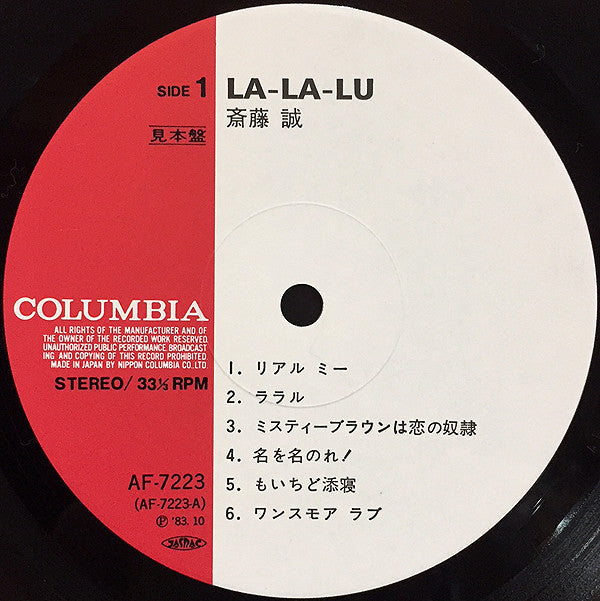 SIDE 1
LA-LA-LU
斎藤 誠
見本盤
COLUMBIA
ALL RIGHTS OF THE MANUFACTURER AND OF
THE OWNER OF THE RECORDED WORK RESERVED.
UNAUTHORIZED PUBLIC PERFORMANCE BROADCAST
ING AND COPYING OF THIS RECORD PROHIBITED
MADE IN JAPAN BY NIPPON COLUMBIA CO.,LTD.
STEREO/33⅓ RPM
1. リアル ミー
2. ララル
3. ミスティーブラウンは恋の奴隷
4. 名を名のれ!
5. もいちど添寝
6. ワンスモア ラブ
AF-7223
(AF-7223-A)
Ⓟ '83.10
JASRAC